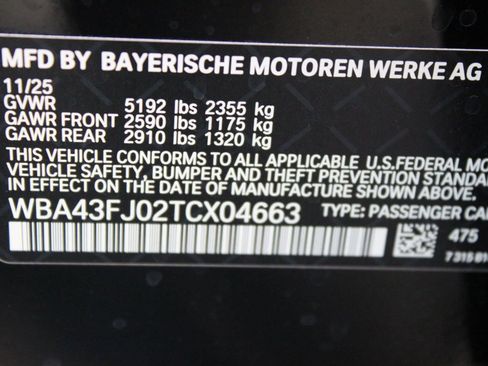 MFD BY BAYERISCHE MOTOREN WERKE AG
11/25
GVWR 5192 lbs 2355 kg
GAWR FRONT 2590 lbs 1175 kg
GAWR REAR 2910 lbs 1320 kg
THIS VEHICLE CONFORMS TO ALL APPLICABLE U.S.FEDERAL MO
VEHICLE SAFETY, BUMPER AND THEFT PREVENTION STANDA
IN EFFECT ON THE DATE OF MANUFACTURE SHOWN ABOVE.
WBA43FJ02TCX04663 TYPE: PASSENGER CA
475